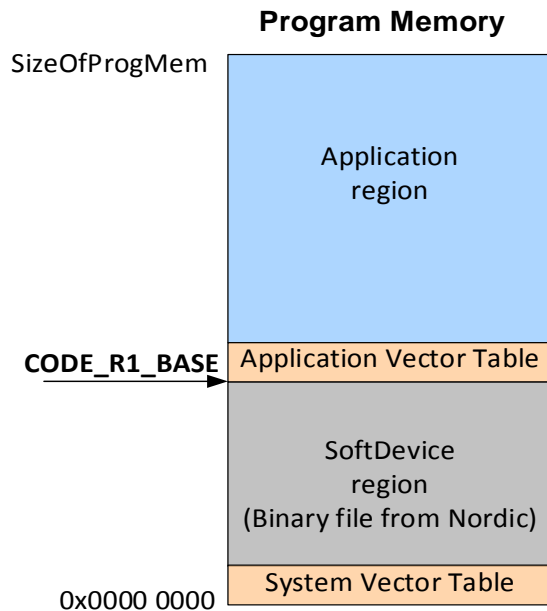 Program Memory
SizeOfProgMem
Application
region
CODE_R1_BASE
Application Vector Table
SoftDevice
region
(Binary file from Nordic)
System Vector Table
0x0000 0000